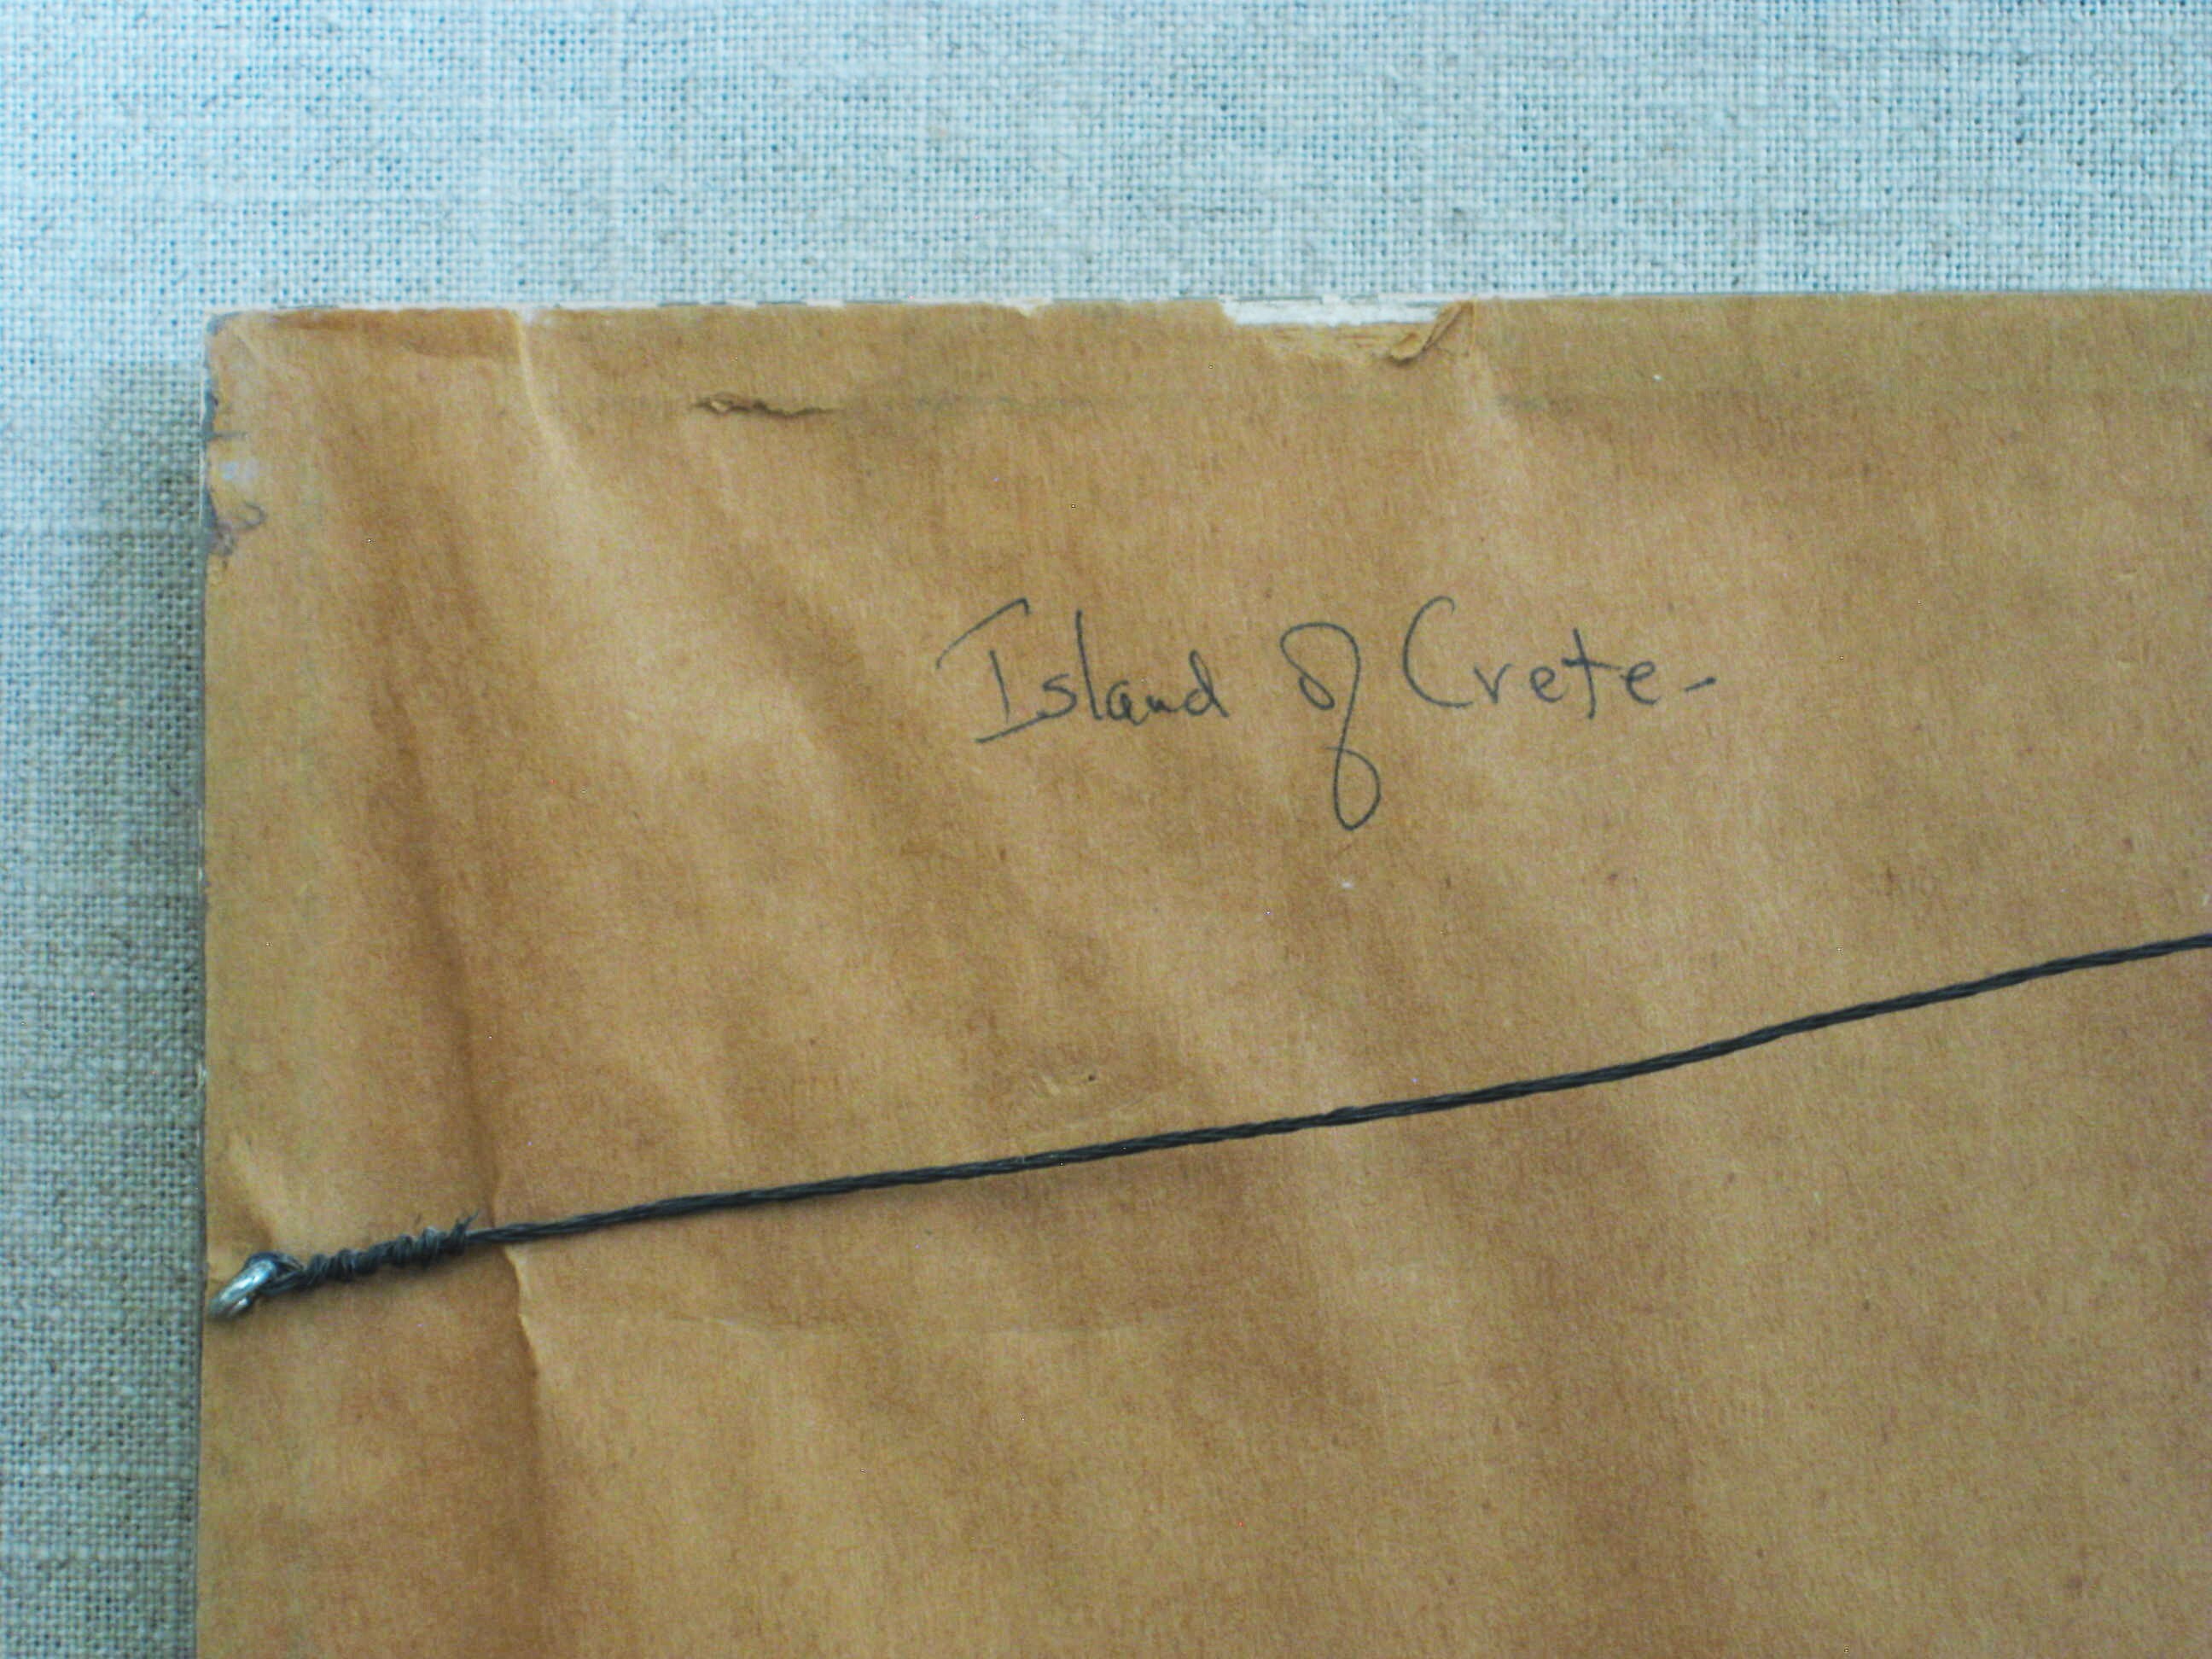 Island of Crete-